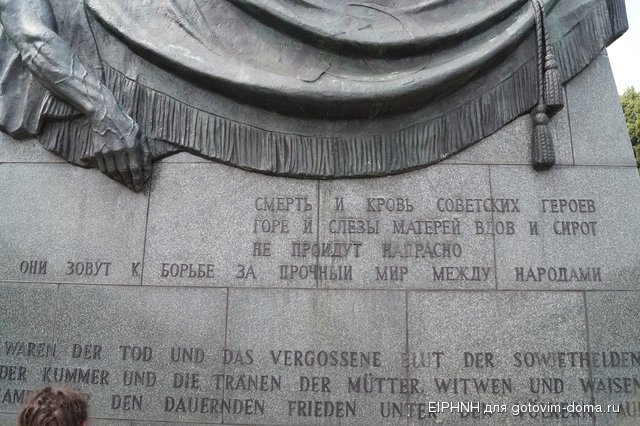 СМЕРТЬ И КРОВЬ СОВЕТСКИХ ГЕРОЕВ
ГОРЕ И СЛЕЗЫ МАТЕРЕЙ ВДОВ И СИРОТ
НЕ ПРОЙДУТ НАПРАСНО
ОНИ ЗОВУТ К БОРЬБЕ ЗА ПРОЧНЫЙ МИР МЕЖДУ НАРОДАМИ
WAREN DER TOD UND DAS VERGOSSENE BLUT DER SOWJETHELDEN
DER KUMMER UND DIE TRÄNEN DER MÜTTER, WITWEN UND WAISEN
DEN DAUERNDEN FRIEDEN UNTER DEN
EIPHNH для gotovim-doma.ru